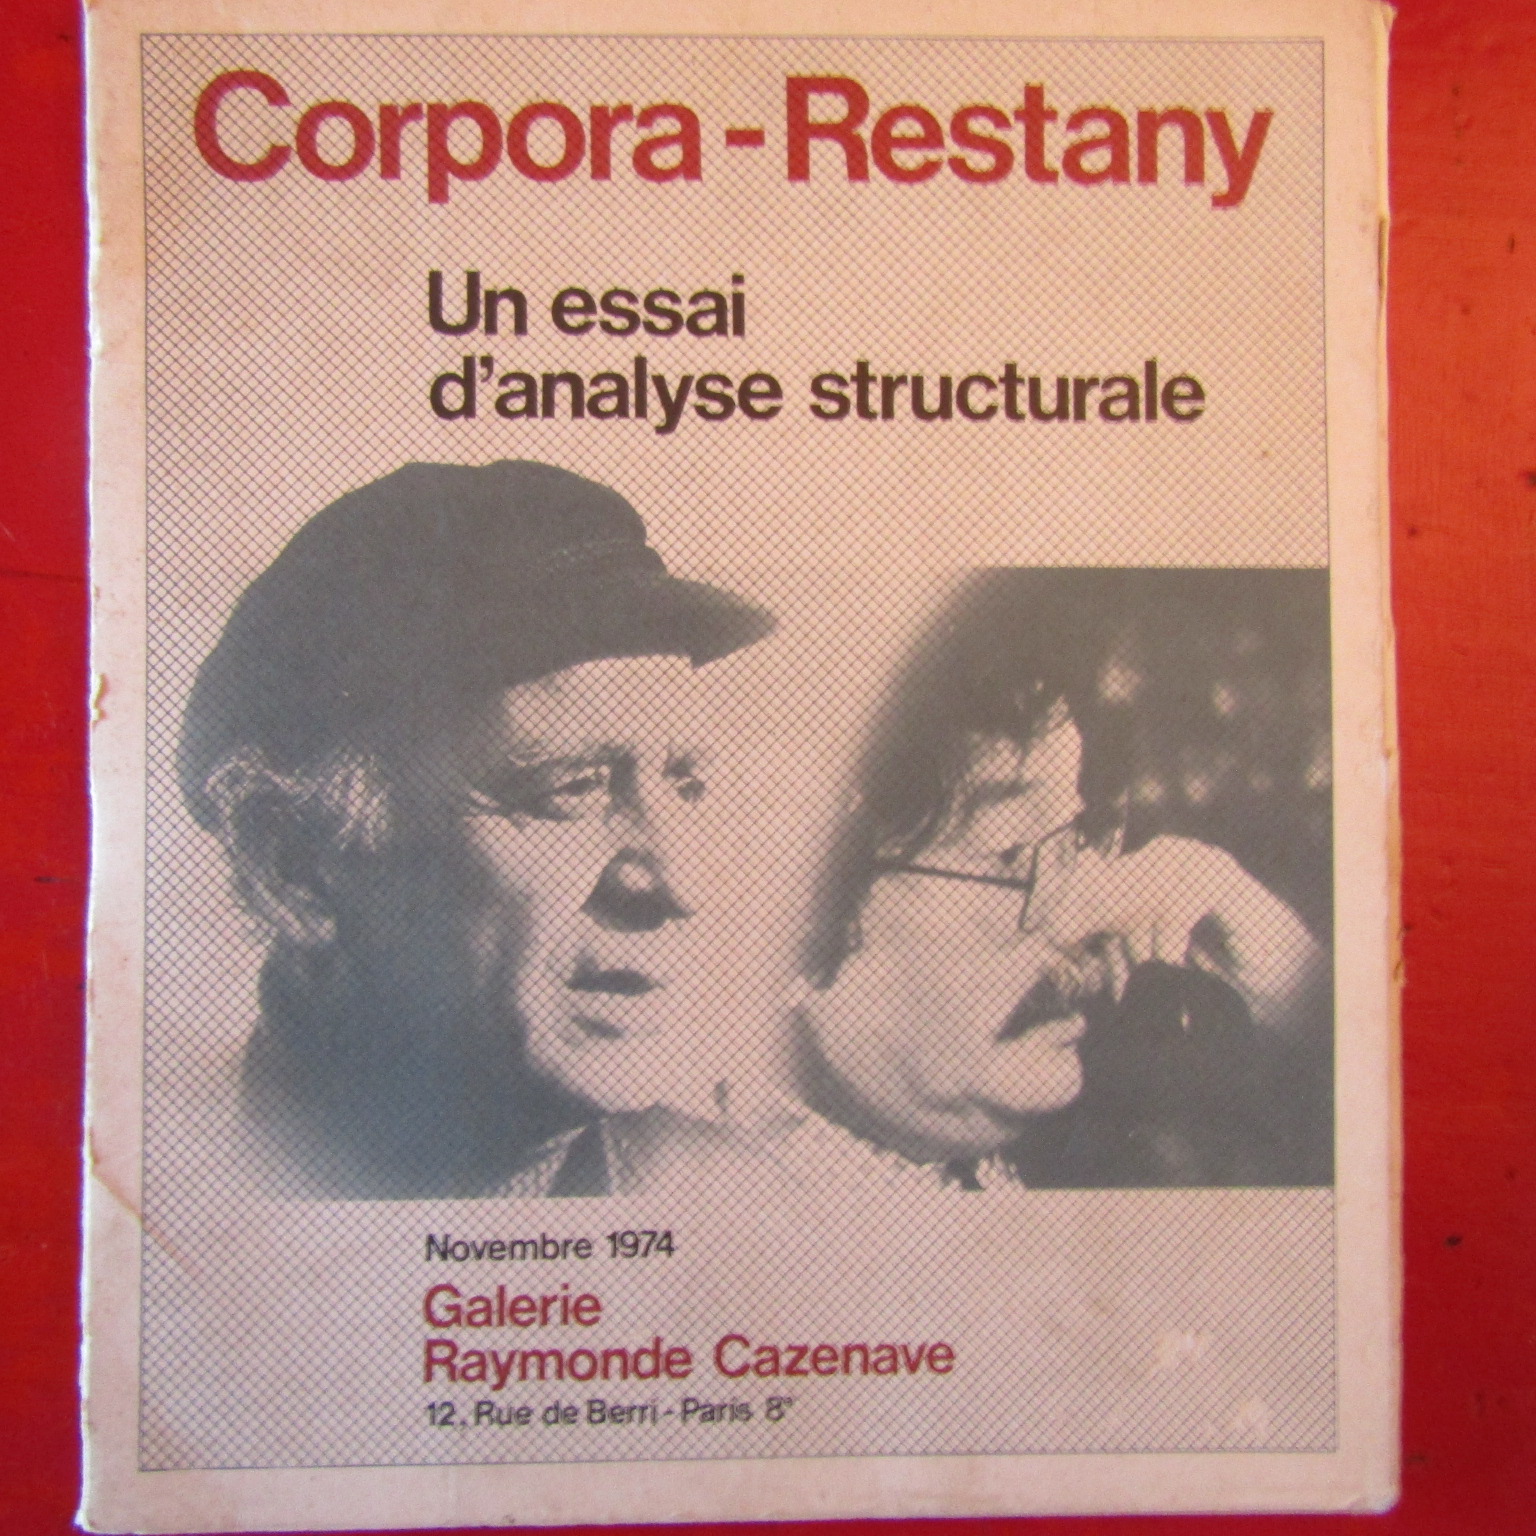 Corpora - Restany
Un essai
d'analyse structurale
Novembre 1974
Galerie
Raymonde Cazenave
12, Rue de Berri - Paris 8e